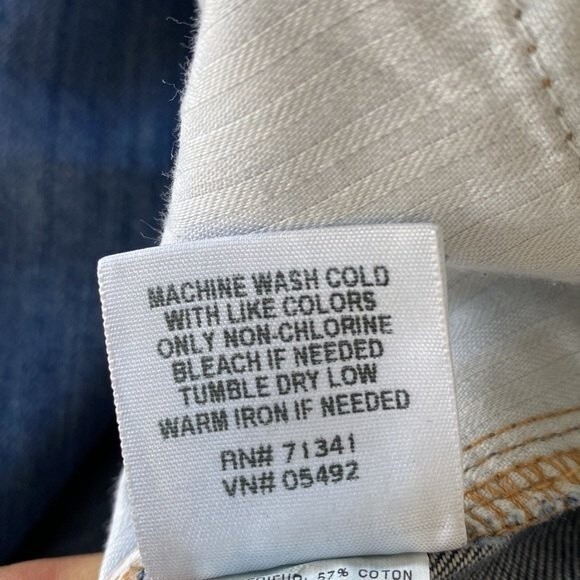 MACHINE WASH COLD
WITH LIKE COLORS
ONLY NON-CHLORINE
BLEACH IF NEEDED
TUMBLE DRY LOW
WARM IRON IF NEEDED
RN# 71341
VN# 05492
57% COTON